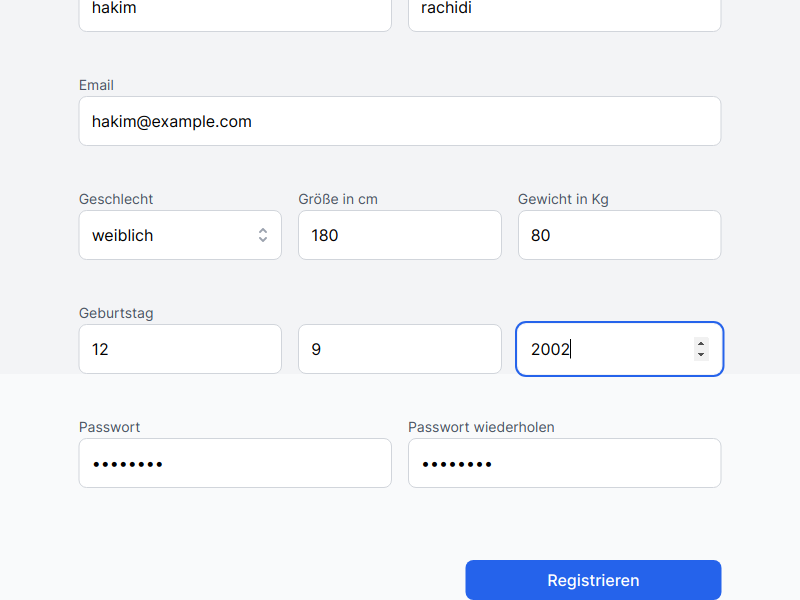 hakim rachidi
Email
hakim@example.com
Geschlecht Größe in cm Gewicht in Kg
weiblich 180 80
Geburtstag
12 9 2002
Passwort Passwort wiederholen
•••••••• ••••••••
Registrieren